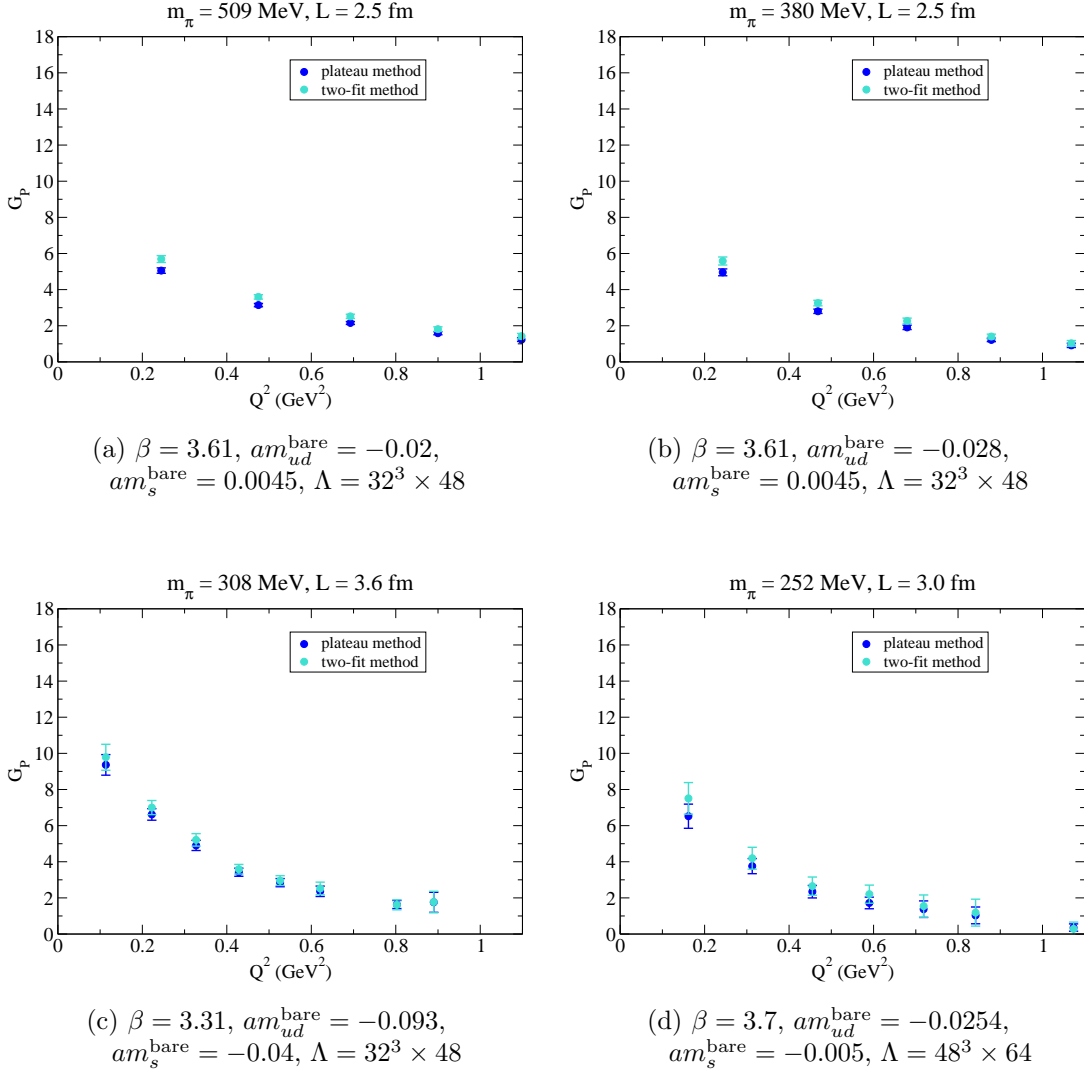 m_π = 509 MeV, L = 2.5 fm
18
16
14
12
10
8
6
4
2
0
G_P
plateau method
two-fit method
0 0.2 0.4 0.6 0.8 1
Q^2 (GeV^2)
(a) β = 3.61, am_{ud}^{bare} = −0.02,
am_s^{bare} = 0.0045, Λ = 32^3 × 48
m_π = 380 MeV, L = 2.5 fm
18
16
14
12
10
8
6
4
2
0
G_P
plateau method
two-fit method
0 0.2 0.4 0.6 0.8 1
Q^2 (GeV^2)
(b) β = 3.61, am_{ud}^{bare} = −0.028,
am_s^{bare} = 0.0045, Λ = 32^3 × 48
m_π = 308 MeV, L = 3.6 fm
18
16
14
12
10
8
6
4
2
0
G_P
plateau method
two-fit method
0 0.2 0.4 0.6 0.8 1
Q^2 (GeV^2)
(c) β = 3.31, am_{ud}^{bare} = −0.093,
am_s^{bare} = −0.04, Λ = 32^3 × 48
m_π = 252 MeV, L = 3.0 fm
18
16
14
12
10
8
6
4
2
0
G_P
plateau method
two-fit method
0 0.2 0.4 0.6 0.8 1
Q^2 (GeV^2)
(d) β = 3.7, am_{ud}^{bare} = −0.0254,
am_s^{bare} = −0.005, Λ = 48^3 × 64